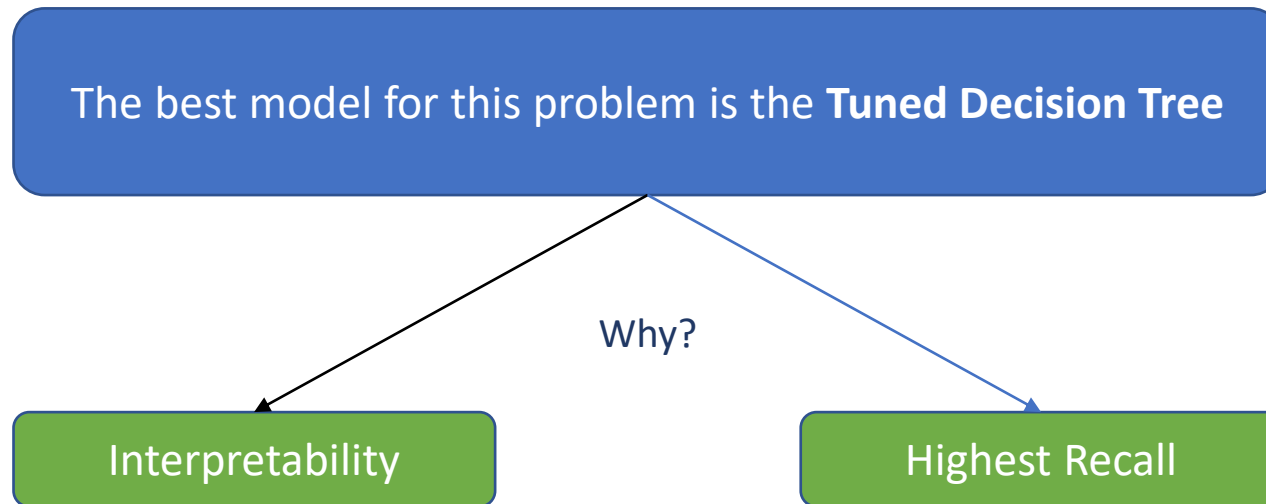 The best model for this problem is the Tuned Decision Tree
Why?
Interpretability
Highest Recall